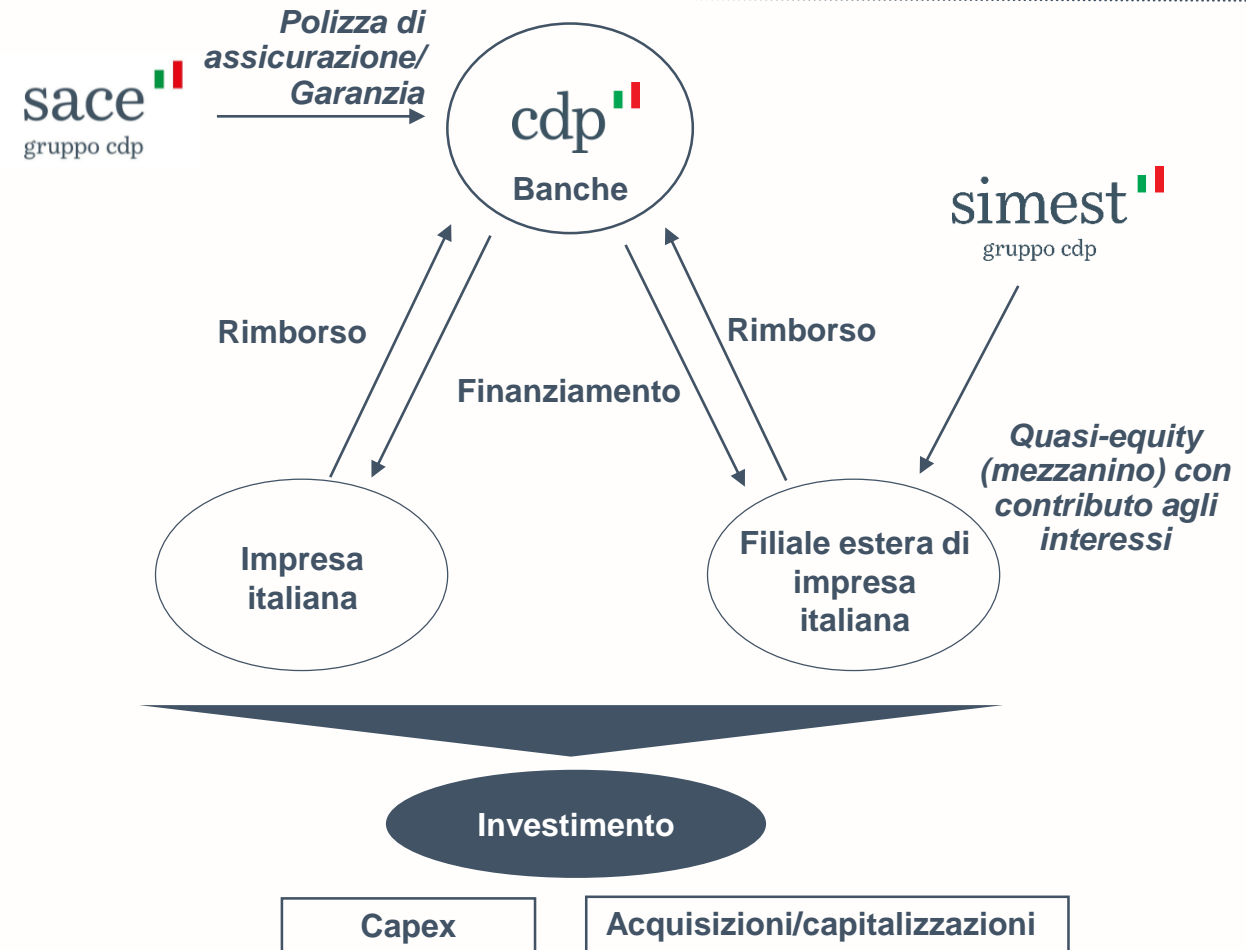 Polizza di
assicurazione/
Garanzia
sace
gruppo cdp
cdp
Banche
simest
gruppo cdp
Rimborso
Rimborso
Finanziamento
Quasi-equity
(mezzanino) con
contributo agli
interessi
Impresa
italiana
Filiale estera di
impresa
italiana
Investimento
Capex
Acquisizioni/capitalizzazioni